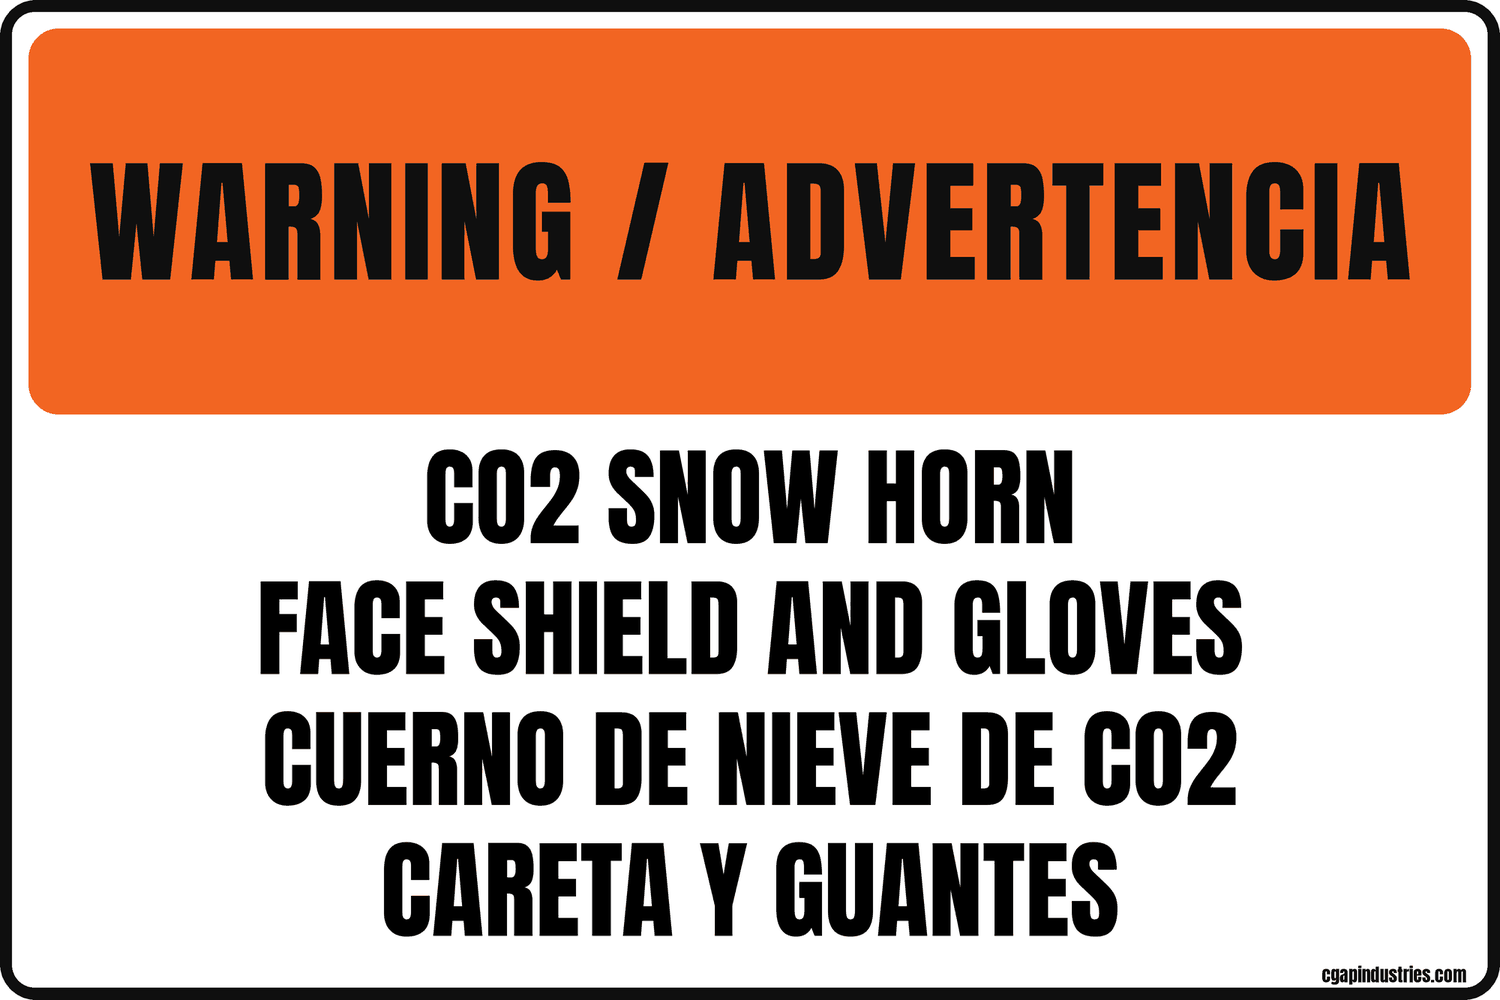 WARNING / ADVERTENCIA
CO2 SNOW HORN
FACE SHIELD AND GLOVES
CUERNO DE NIEVE DE CO2
CARETA Y GUANTES
cgapindustries.com